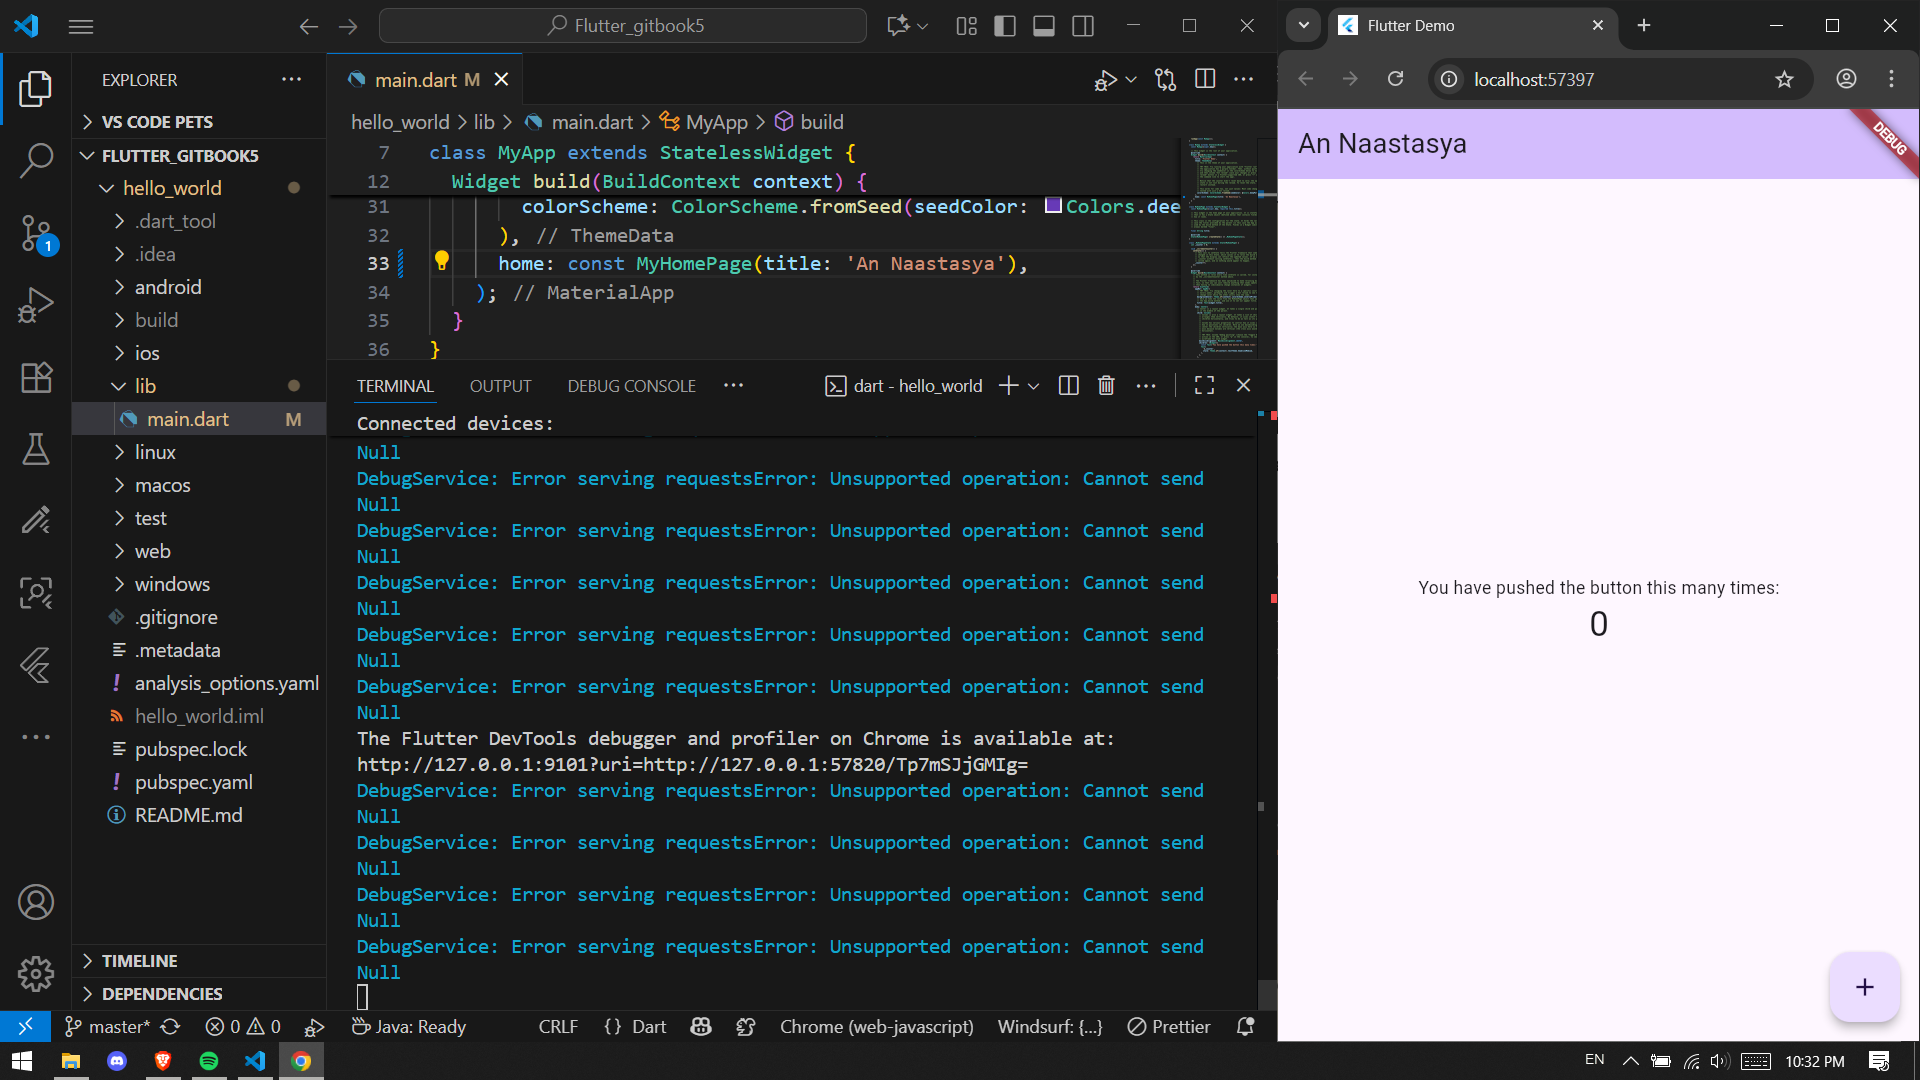 Flutter_gitbook5
EXPLORER
VS CODE PETS
FLUTTER_GITBOOK5
hello_world
.dart_tool
.idea
android
build
ios
lib
main.dart M
linux
macos
test
web
windows
.gitignore
.metadata
analysis_options.yaml
hello_world.iml
pubspec.lock
pubspec.yaml
README.md
TIMELINE
DEPENDENCIES
1
main.dart M
hello_world > lib > main.dart > MyApp > build
7 class MyApp extends StatelessWidget {
12 Widget build(BuildContext context) {
31 colorScheme: ColorScheme.fromSeed(seedColor: Colors.dee
32 ), // ThemeData
33 home: const MyHomePage(title: 'An Naastasya'),
34 ); // MaterialApp
35 }
36 }
TERMINAL OUTPUT DEBUG CONSOLE
dart - hello_world
Connected devices:
Null
DebugService: Error serving requestsError: Unsupported operation: Cannot send
Null
DebugService: Error serving requestsError: Unsupported operation: Cannot send
Null
DebugService: Error serving requestsError: Unsupported operation: Cannot send
Null
DebugService: Error serving requestsError: Unsupported operation: Cannot send
Null
DebugService: Error serving requestsError: Unsupported operation: Cannot send
Null
The Flutter DevTools debugger and profiler on Chrome is available at:
http://127.0.0.1:9101?uri=http://127.0.0.1:57820/Tp7mSJjGMIg=
DebugService: Error serving requestsError: Unsupported operation: Cannot send
Null
DebugService: Error serving requestsError: Unsupported operation: Cannot send
Null
DebugService: Error serving requestsError: Unsupported operation: Cannot send
Null
DebugService: Error serving requestsError: Unsupported operation: Cannot send
Null
master* 0 0 Java: Ready CRLF {} Dart Chrome (web-javascript) Windsurf: {...} Prettier
Flutter Demo
localhost:57397
An Naastasya
DEBUG
You have pushed the button this many times:
0
+
EN 10:32 PM